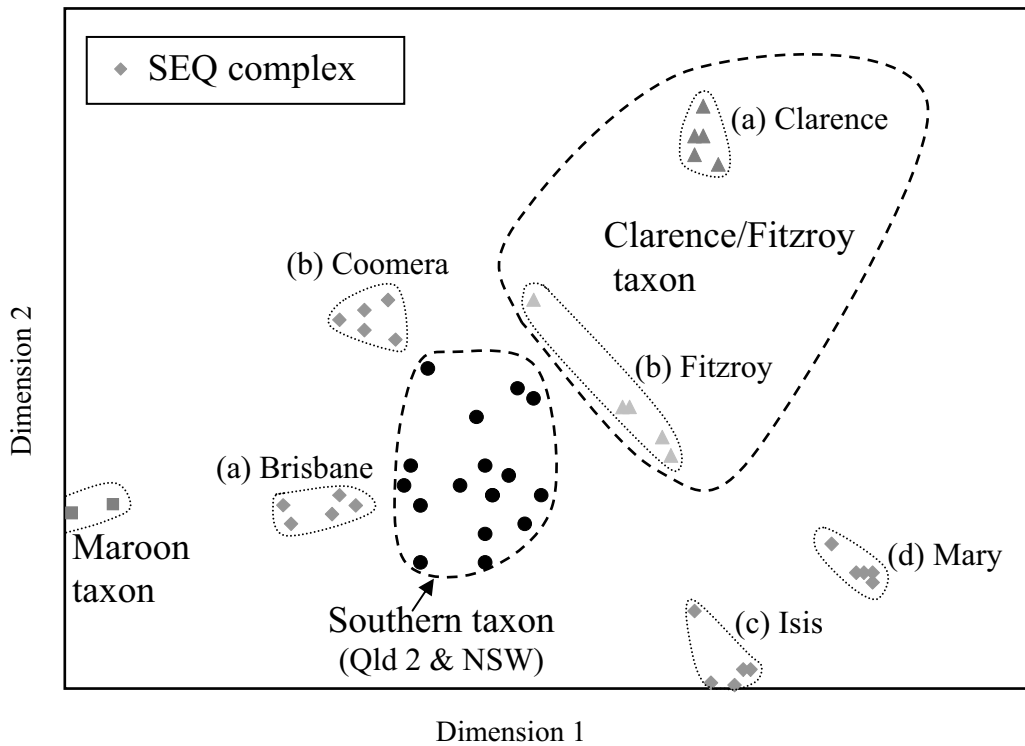 SEQ complex
(a) Clarence
Clarence/Fitzroy
taxon
(b) Coomera
(b) Fitzroy
(a) Brisbane
Maroon
taxon
(d) Mary
(c) Isis
Southern taxon
(Qld 2 & NSW)
Dimension 2
Dimension 1